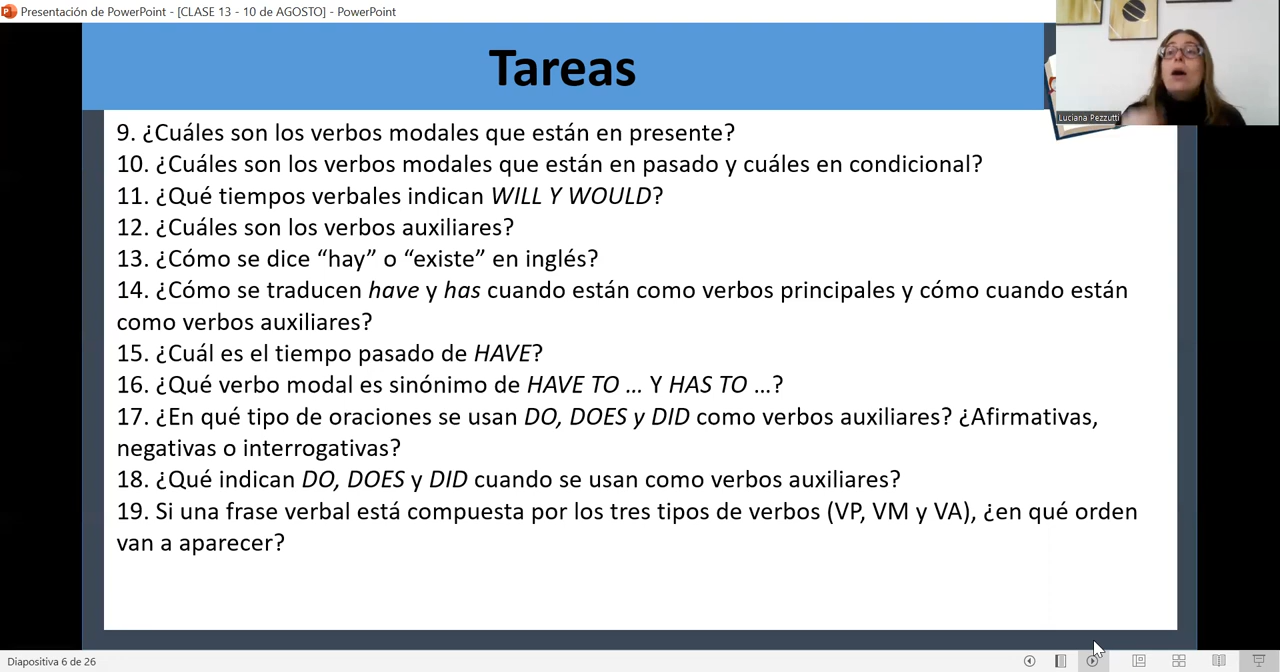 Presentación de PowerPoint - [CLASE 13 - 10 de AGOSTO] - PowerPoint
Tareas
Luciana Pezzutti
9. ¿Cuáles son los verbos modales que están en presente?
10. ¿Cuáles son los verbos modales que están en pasado y cuáles en condicional?
11. ¿Qué tiempos verbales indican WILL Y WOULD?
12. ¿Cuáles son los verbos auxiliares?
13. ¿Cómo se dice “hay” o “existe” en inglés?
14. ¿Cómo se traducen have y has cuando están como verbos principales y cómo cuando están
como verbos auxiliares?
15. ¿Cuál es el tiempo pasado de HAVE?
16. ¿Qué verbo modal es sinónimo de HAVE TO … Y HAS TO …?
17. ¿En qué tipo de oraciones se usan DO, DOES y DID como verbos auxiliares? ¿Afirmativas,
negativas o interrogativas?
18. ¿Qué indican DO, DOES y DID cuando se usan como verbos auxiliares?
19. Si una frase verbal está compuesta por los tres tipos de verbos (VP, VM y VA), ¿en qué orden
van a aparecer?
Diapositiva 6 de 26